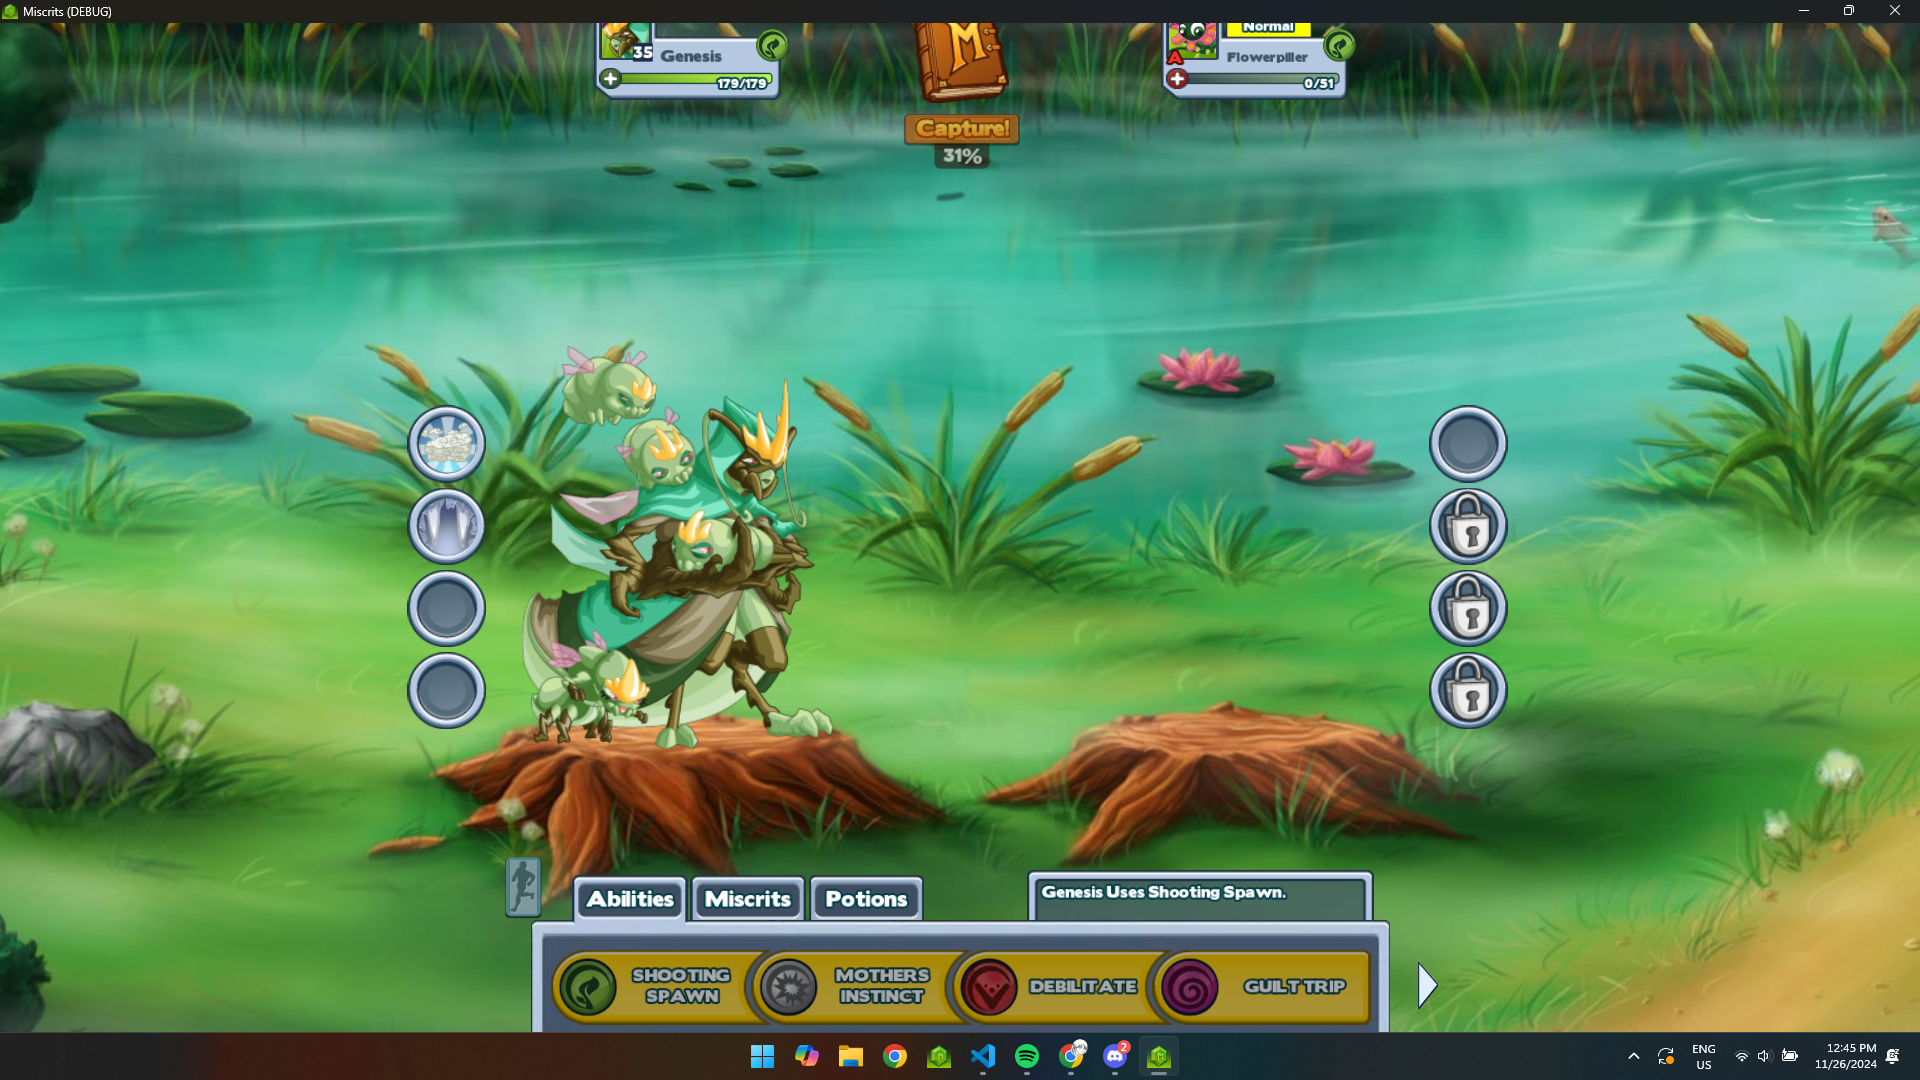 Miscrits (DEBUG)
35
Genesis
179/179
M
Normal
A
Flowerpiller
0/51
Capture!
31%
Abilities
Miscrits
Potions
Genesis Uses Shooting Spawn.
SHOOTING
SPAWN
MOTHERS
INSTINCT
DEBILITATE
GUILT TRIP
2
ENG
US
12:45 PM
11/26/2024